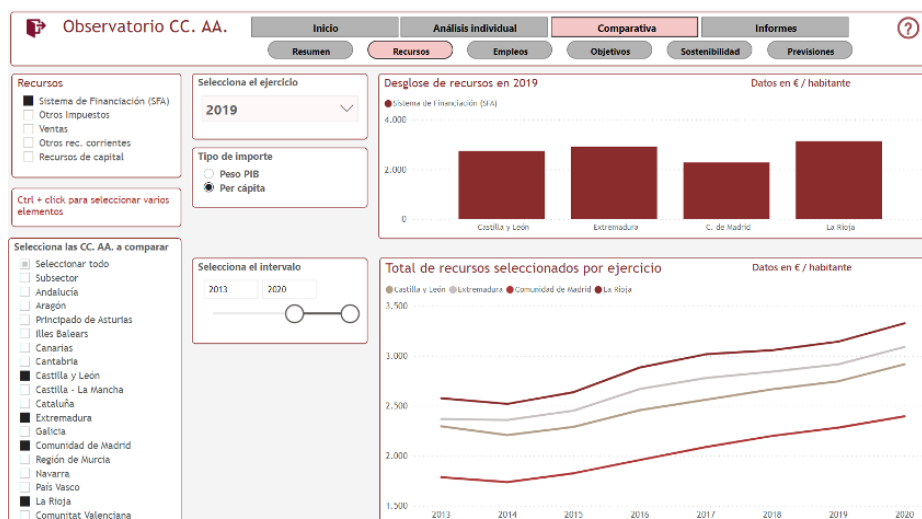 Observatorio CC. AA.
Inicio
Análisis individual
Comparativa
Informes
Resumen
Recursos
Empleos
Objetivos
Sostenibilidad
Previsiones
?
Recursos
Sistema de Financiación (SFA)
Otros Impuestos
Ventas
Otros rec. corrientes
Recursos de capital
Ctrl + click para seleccionar varios
elementos
Selecciona el ejercicio
2019
Tipo de importe
Peso PIB
Per cápita
Desglose de recursos en 2019
Datos en € / habitante
Sistema de Financiación (SFA)
4.000
2.000
0
Castilla y León
Extremadura
C. de Madrid
La Rioja
Selecciona las CC. AA. a comparar
Seleccionar todo
Subsector
Andalucía
Aragón
Principado de Asturias
Illes Balears
Canarias
Cantabria
Castilla y León
Castilla - La Mancha
Cataluña
Extremadura
Galicia
Comunidad de Madrid
Región de Murcia
Navarra
País Vasco
La Rioja
Comunitat Valenciana
Selecciona el intervalo
2013
2020
Total de recursos seleccionados por ejercicio
Datos en € / habitante
Castilla y León
Extremadura
Comunidad de Madrid
La Rioja
3.500
3.000
2.500
2.000
1.500
2013
2014
2015
2016
2017
2018
2019
2020